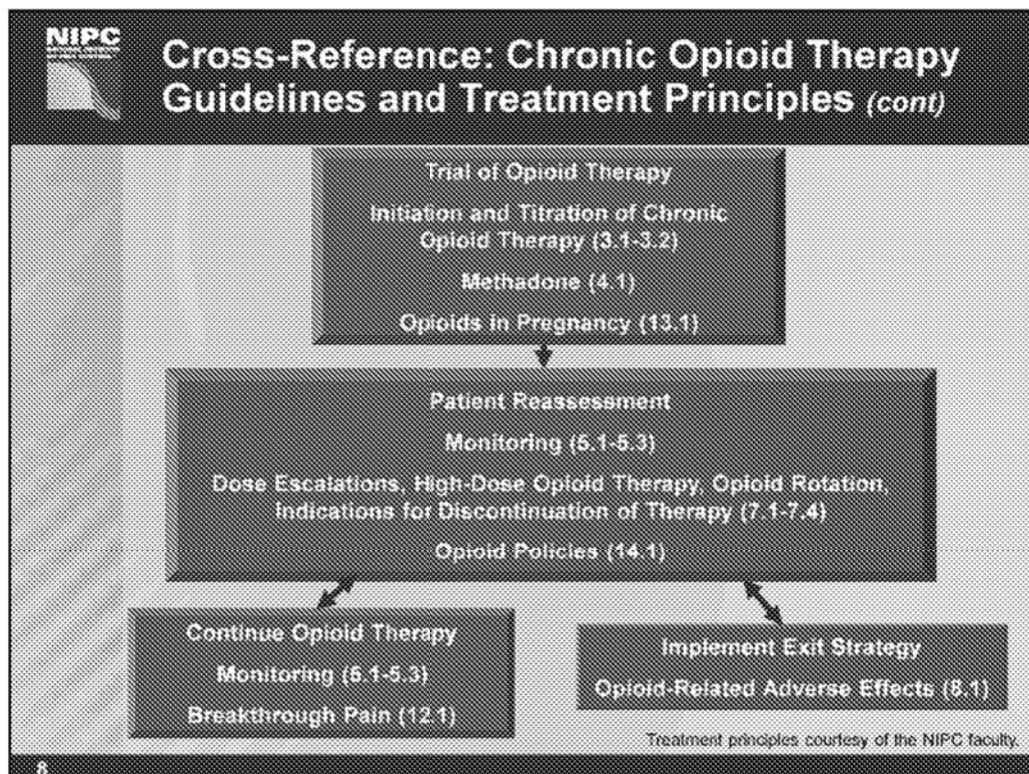 NIPC
Cross-Reference: Chronic Opioid Therapy
Guidelines and Treatment Principles (cont)
Trial of Opioid Therapy
Initiation and Titration of Chronic
Opioid Therapy (3.1-3.2)
Methadone (4.1)
Opioids in Pregnancy (13.1)
Patient Reassessment
Monitoring (5.1-5.3)
Dose Escalations, High-Dose Opioid Therapy, Opioid Rotation,
Indications for Discontinuation of Therapy (7.1-7.4)
Opioid Policies (14.1)
Continue Opioid Therapy
Monitoring (5.1-5.3)
Breakthrough Pain (12.1)
Implement Exit Strategy
Opioid-Related Adverse Effects (8.1)
Treatment principles courtesy of the NIPC faculty.
8